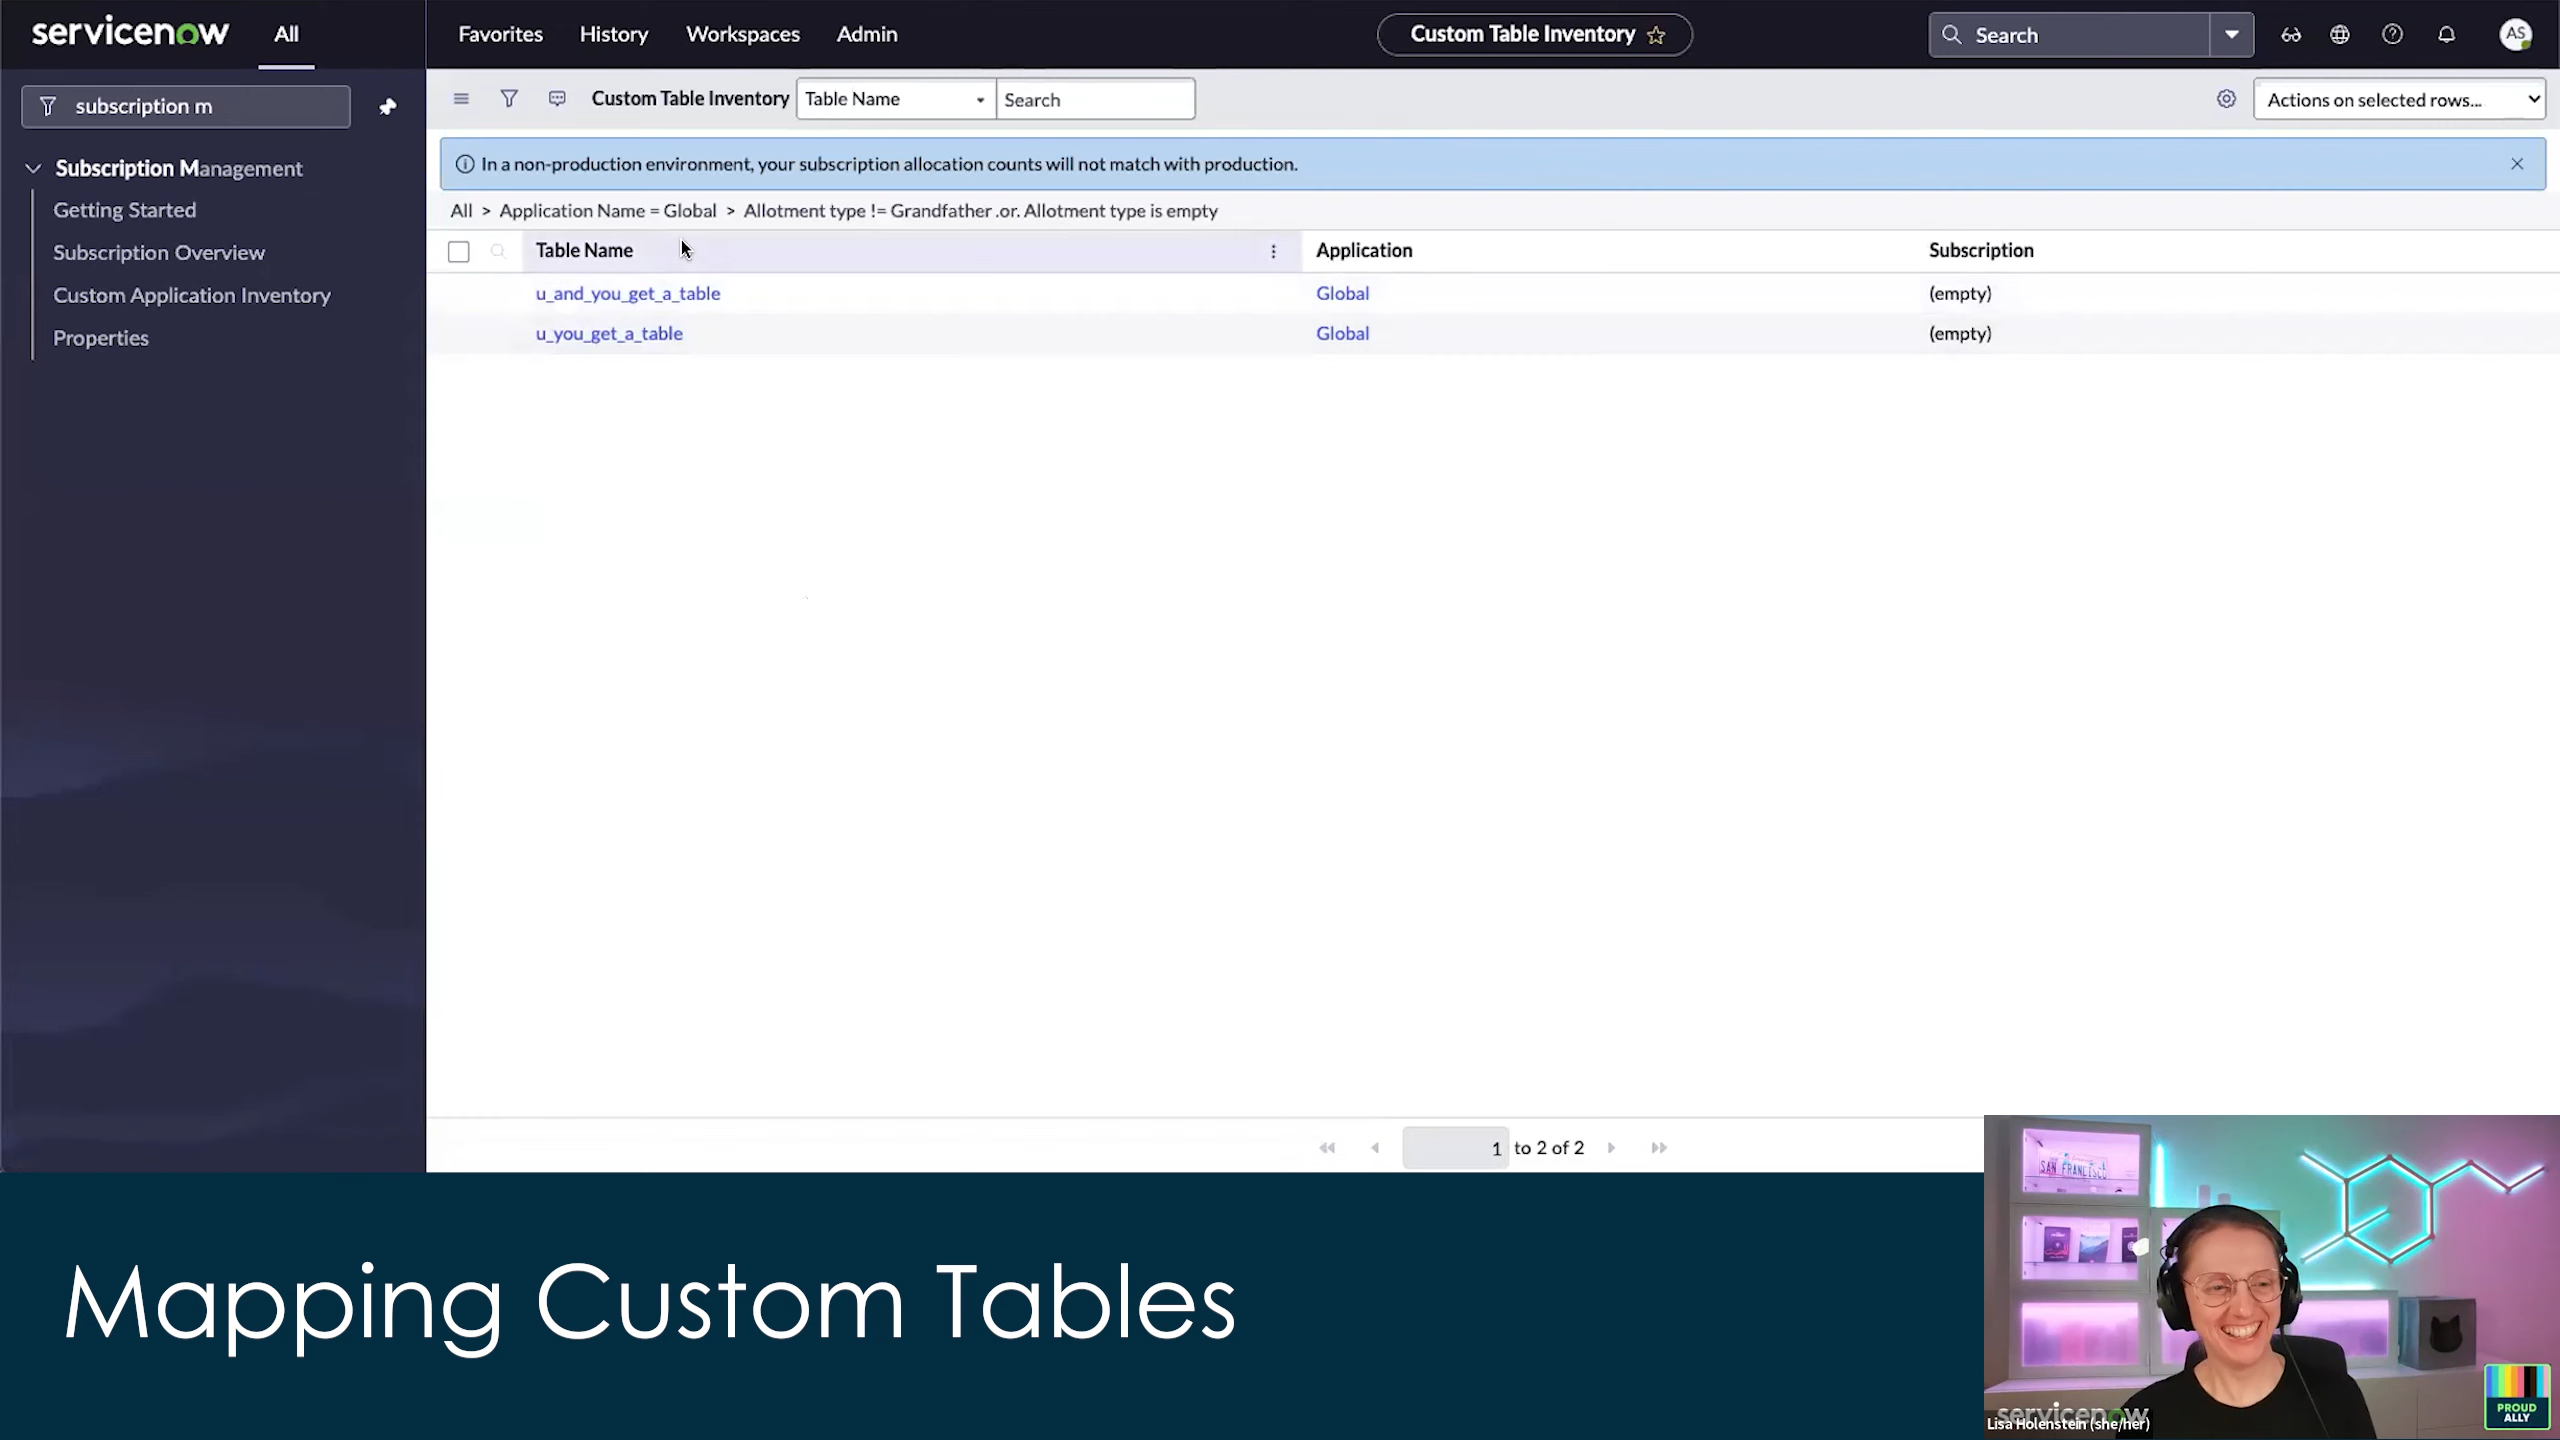 servicenow All Favorites History Workspaces Admin Custom Table Inventory Search AS
subscription m
Custom Table Inventory Table Name Search Actions on selected rows...
In a non-production environment, your subscription allocation counts will not match with production.
Subscription Management
Getting Started
Subscription Overview
Custom Application Inventory
Properties
All > Application Name = Global > Allotment type != Grandfather .or. Allotment type is empty
Table Name Application Subscription
u_and_you_get_a_table Global (empty)
u_you_get_a_table Global (empty)
1 to 2 of 2
Mapping Custom Tables
SAN FRANCISCO
servicenow
Lisa Holenstein (she/her)
PROUD
ALLY